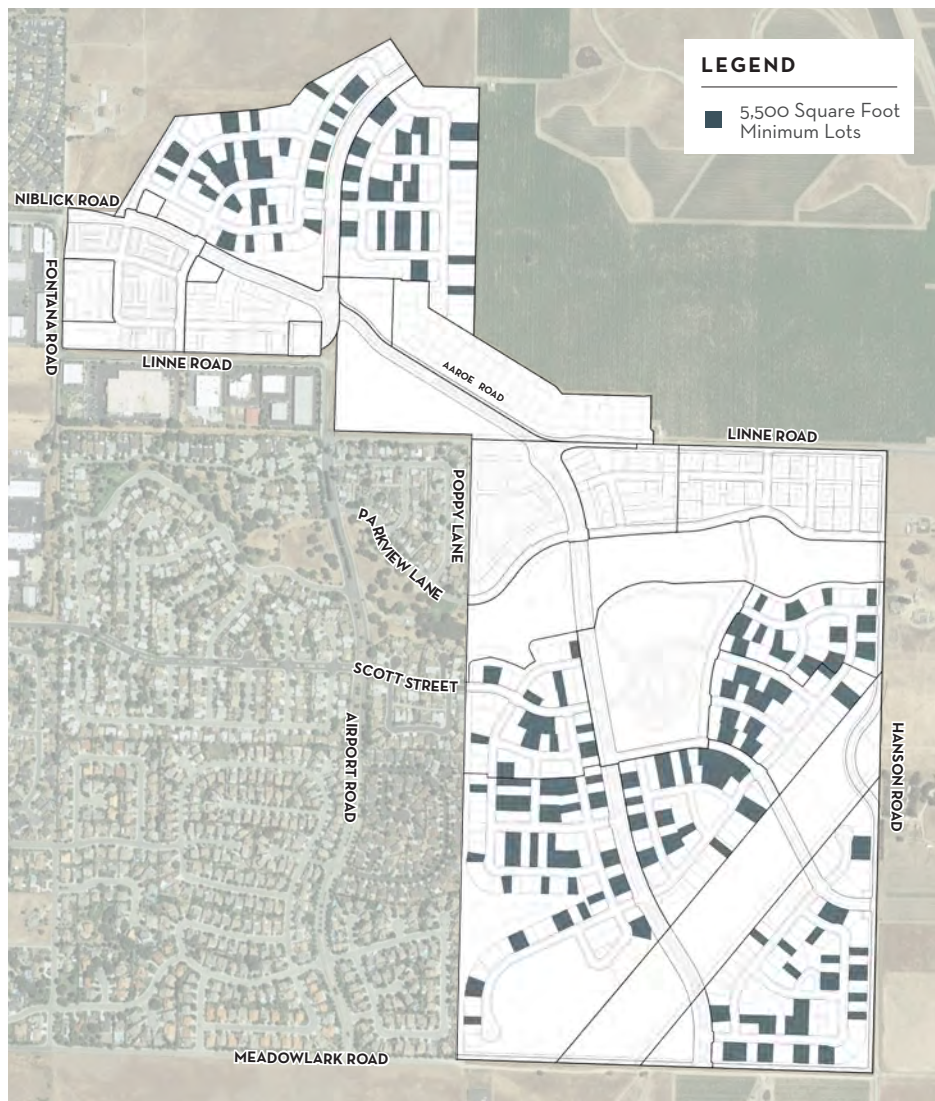 LEGEND
5,500 Square Foot
Minimum Lots
NIBLICK ROAD
FONTANA ROAD
LINNE ROAD
AAROE ROAD
LINNE ROAD
POPPY LANE
PARKVIEW LANE
SCOTT STREET
AIRPORT ROAD
HANSON ROAD
MEADOWLARK ROAD